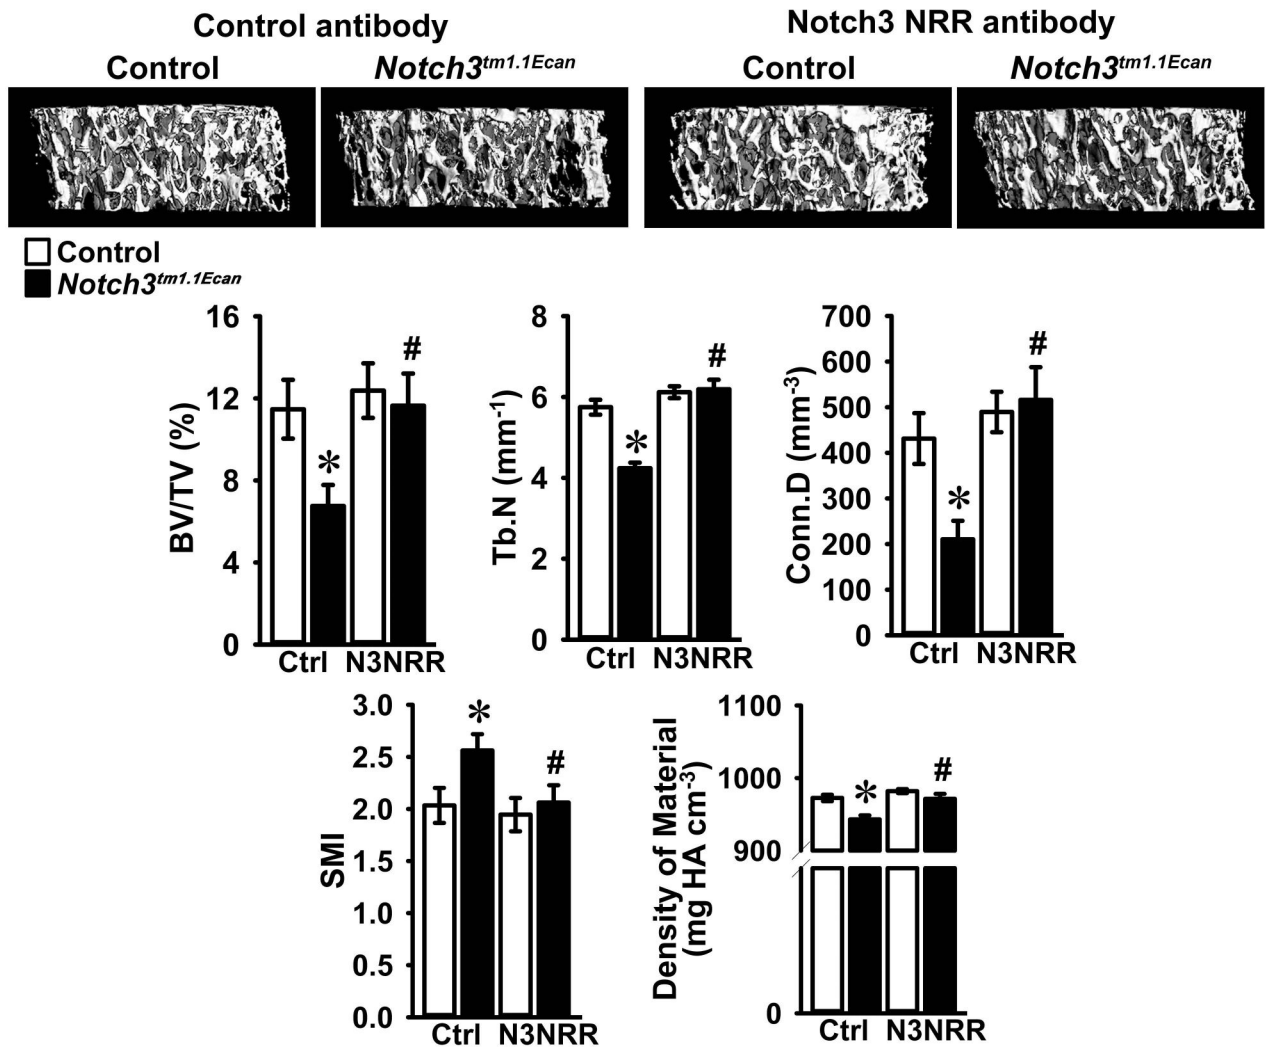 Control antibody
Notch3 NRR antibody
Control
Notch3tm1.1Ecan
Control
Notch3tm1.1Ecan
Control
Notch3tm1.1Ecan
BV/TV (%)
16
12
8
4
0
*
#
Ctrl
N3NRR
Tb.N (mm-1)
8
6
4
2
0
*
#
Ctrl
N3NRR
Conn.D (mm-3)
700
600
500
400
300
200
100
0
*
#
Ctrl
N3NRR
SMI
3.0
2.5
2.0
1.5
1.0
0.5
0.0
*
#
Ctrl
N3NRR
Density of Material
(mg HA cm-3)
1100
1000
900
0
*
#
Ctrl
N3NRR